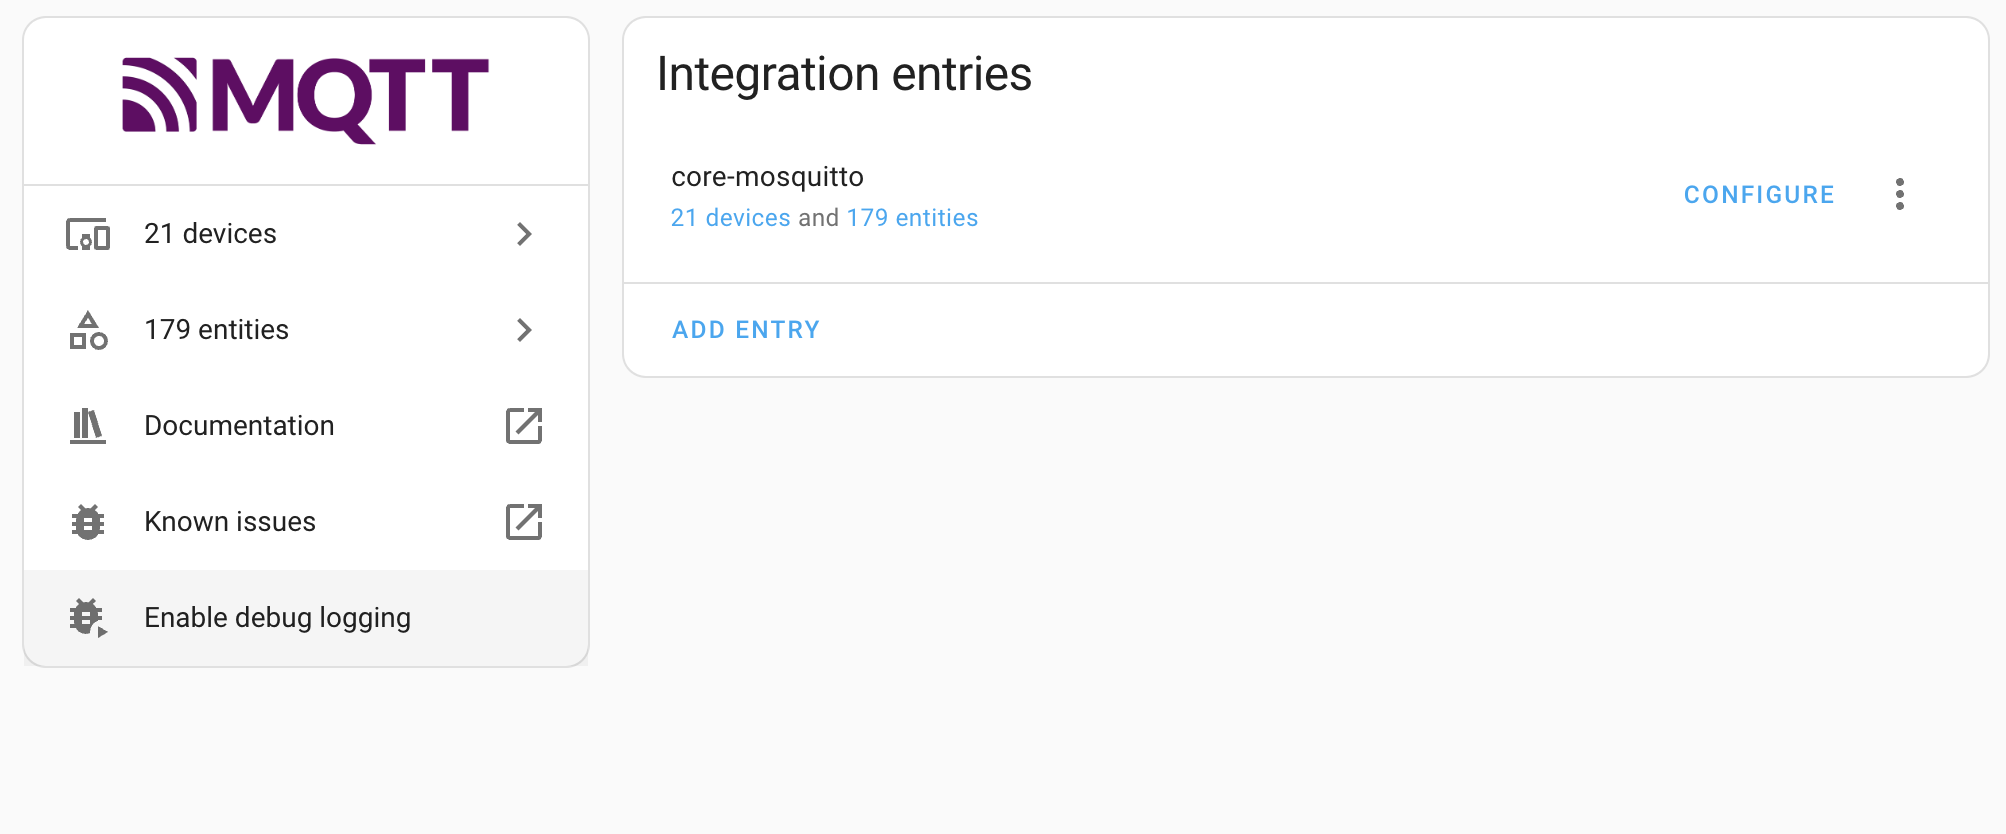 MQTT
21 devices
179 entities
Documentation
Known issues
Enable debug logging
Integration entries
core-mosquitto
21 devices and 179 entities
CONFIGURE
ADD ENTRY